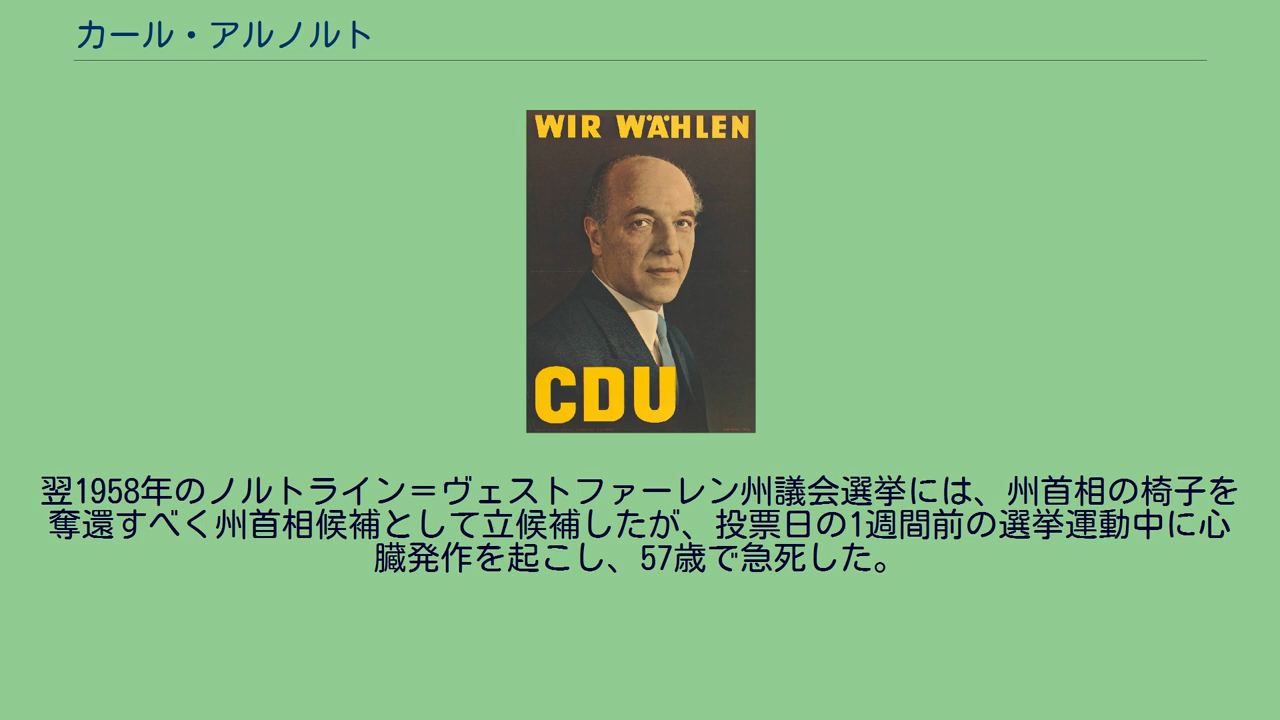 カール・アルノルト
WIR WÄHLEN
CDU
翌1958年のノルトライン＝ヴェストファーレン州議会選挙には、州首相の椅子を
奪還すべく州首相候補として立候補したが、投票日の1週間前の選挙運動中に心
臓発作を起こし、57歳で急死した。